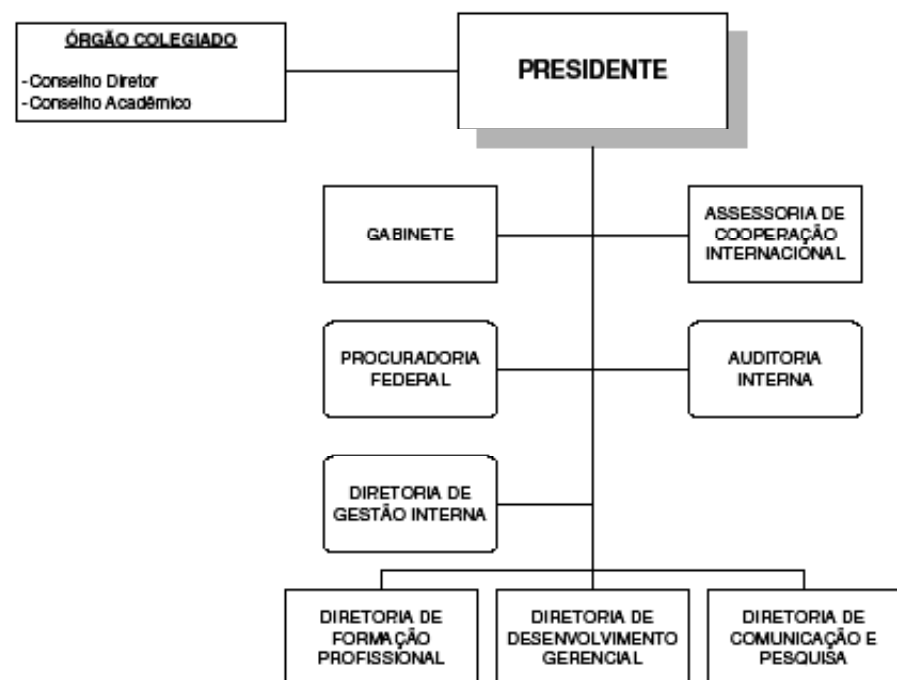 ÓRGÃO COLEGIADO
-Conselho Diretor
-Conselho Acadêmico
PRESIDENTE
GABINETE
ASSESSORIA DE
COOPERAÇÃO
INTERNACIONAL
PROCURADORIA
FEDERAL
AUDITORIA
INTERNA
DIRETORIA DE
GESTÃO INTERNA
DIRETORIA DE
FORMAÇÃO
PROFISSIONAL
DIRETORIA DE
DESENVOLVIMENTO
GERENCIAL
DIRETORIA DE
COMUNICAÇÃO E
PESQUISA